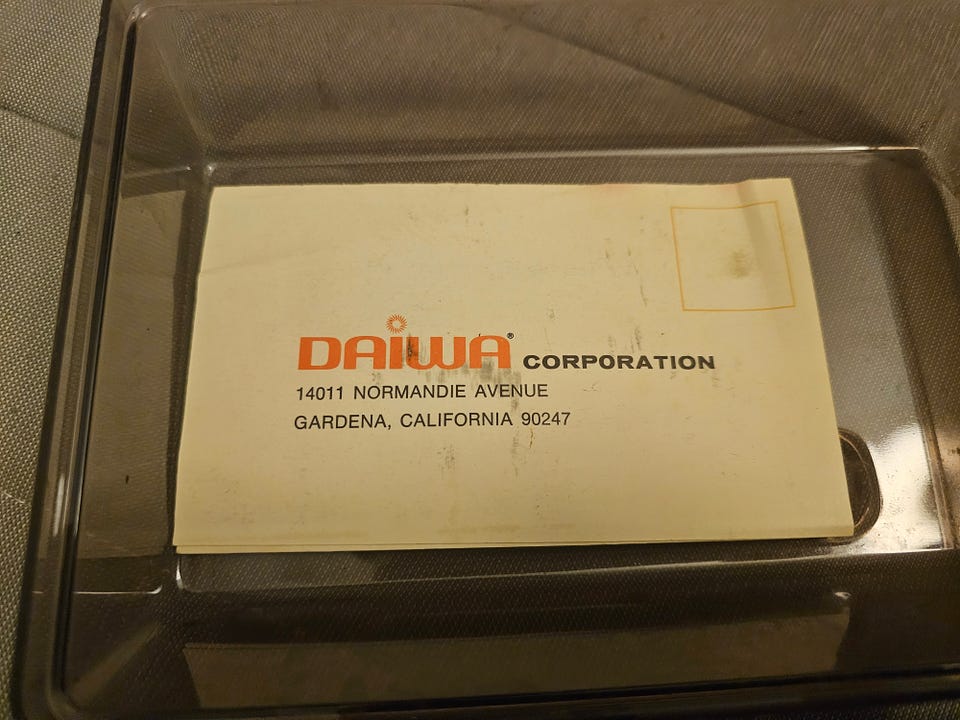 DAIWA® CORPORATION
14011 NORMANDIE AVENUE
GARDENA, CALIFORNIA 90247